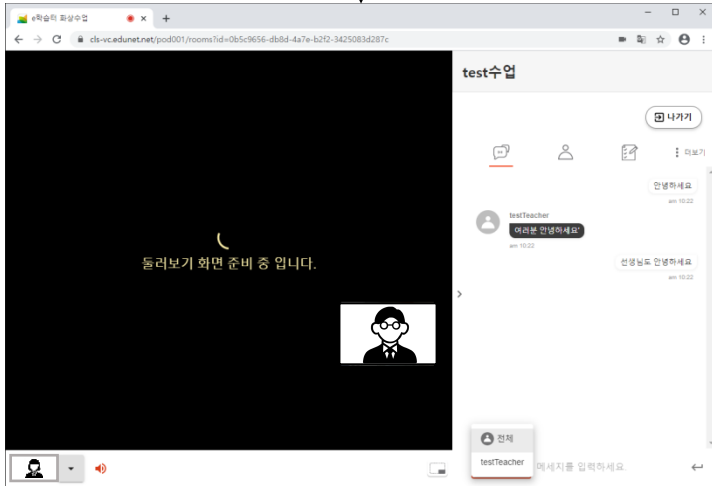 e학습터 화상수업
cls-vc.edunet.net/pod001/rooms?id=0b5c9656-db8d-4a7e-b2f2-3425083d287c
test수업
나가기
더보기
안녕하세요
am 10:22
testTeacher
여러분 안녕하세요'
am 10:22
선생님도 안녕하세요
am 10:22
둘러보기 화면 준비 중 입니다.
전체
testTeacher
메세지를 입력하세요.